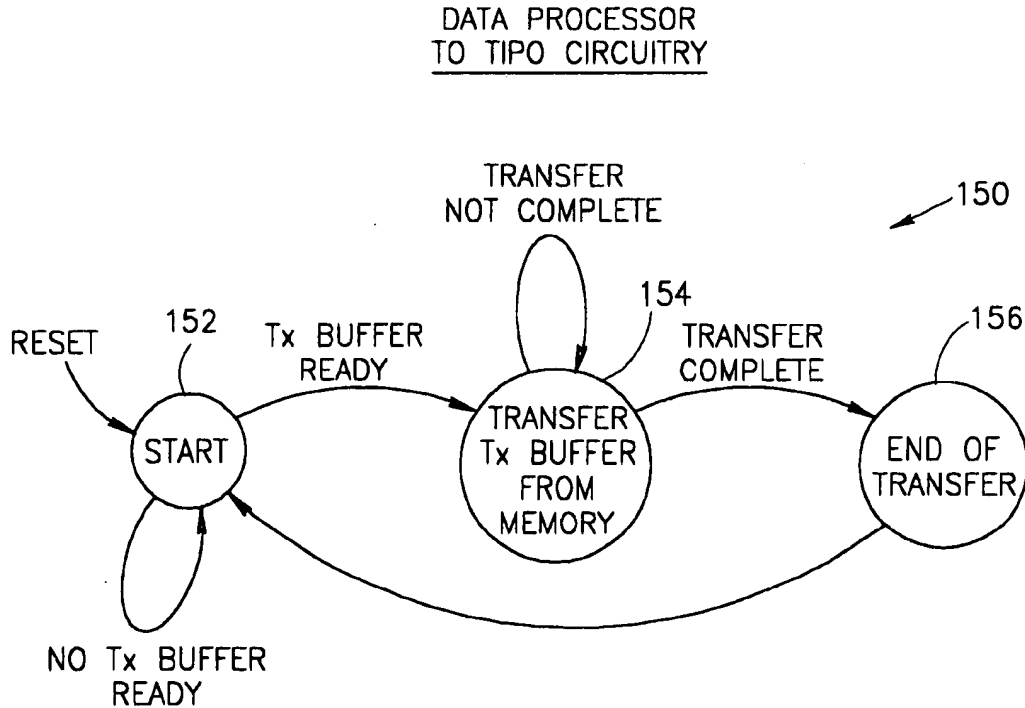 DATA PROCESSOR
TO TIPO CIRCUITRY
TRANSFER
NOT COMPLETE
150
154
156
152
RESET
Tx BUFFER
READY
TRANSFER
COMPLETE
START
TRANSFER
Tx BUFFER
FROM
MEMORY
END OF
TRANSFER
NO Tx BUFFER
READY